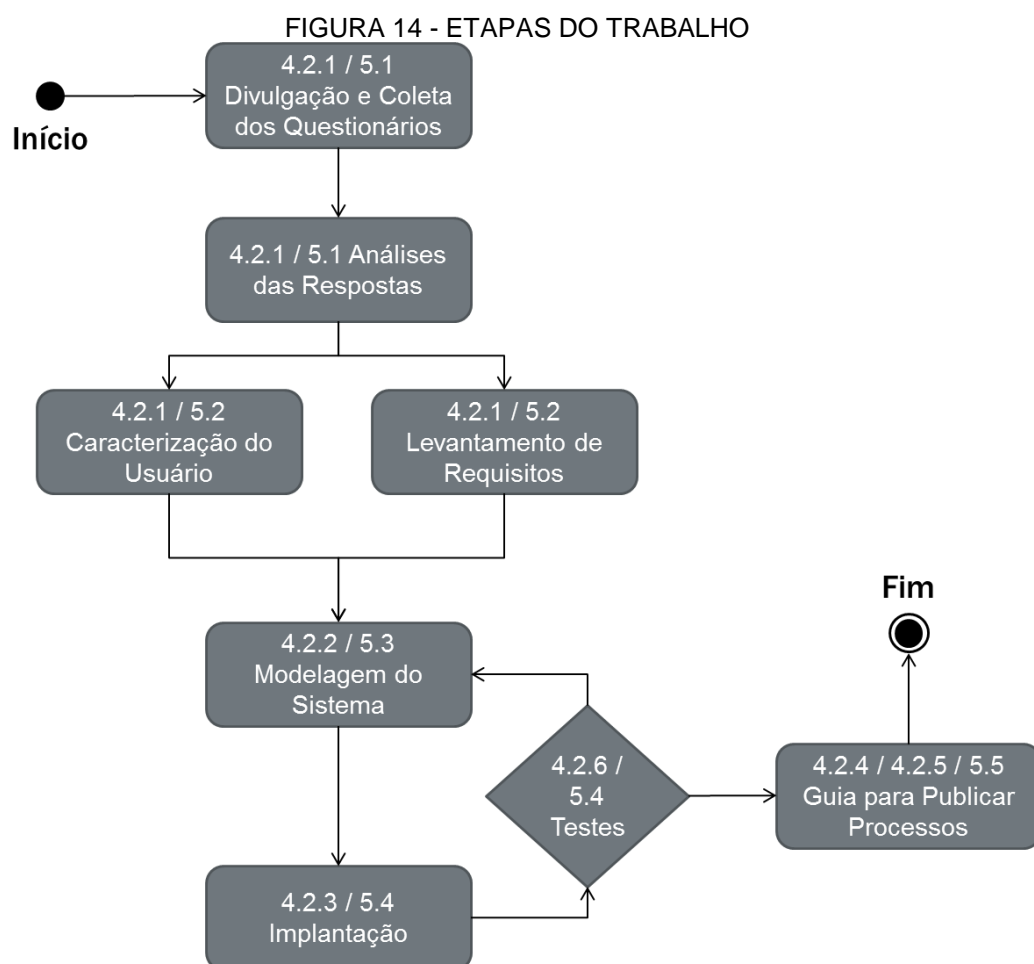 FIGURA 14 - ETAPAS DO TRABALHO
4.2.1 / 5.1
Divulgação e Coleta
dos Questionários
Início
4.2.1 / 5.1 Análises
das Respostas
4.2.1 / 5.2
Caracterização do
Usuário
4.2.1 / 5.2
Levantamento de
Requisitos
4.2.2 / 5.3
Modelagem do
Sistema
4.2.6 /
5.4
Testes
4.2.3 / 5.4
Implantação
Fim
4.2.4 / 4.2.5 / 5.5
Guia para Publicar
Processos